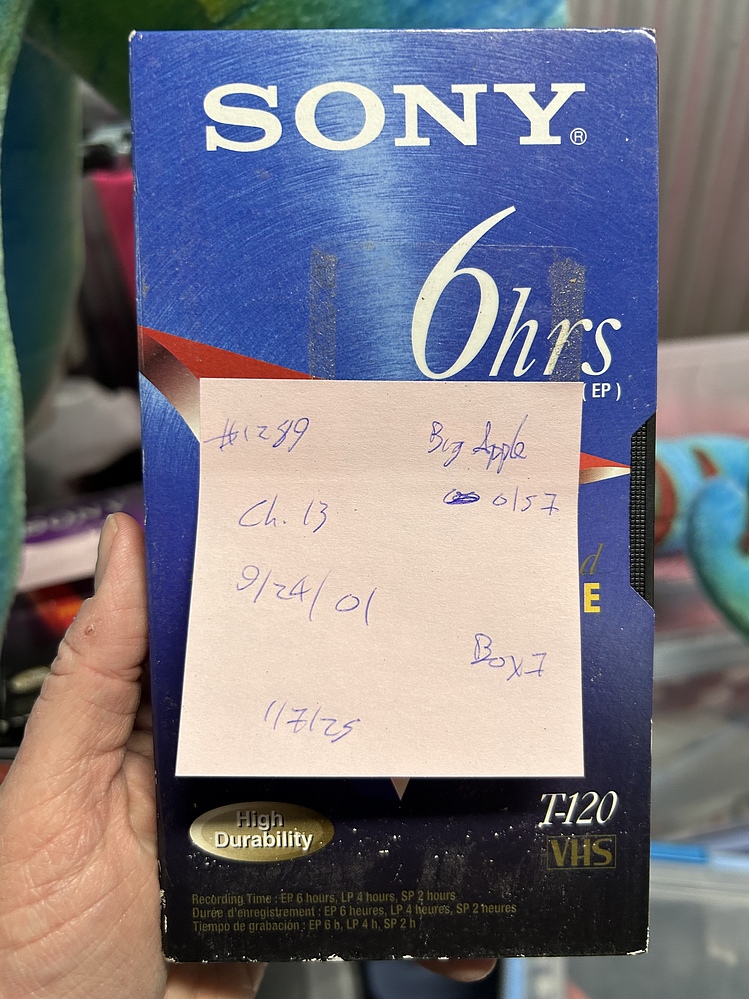 SONY®
6hrs
(EP)
#1289
Big Apple
0157
Ch. 13
9/24/01
Box 7
1/7/25
d
E
High
Durability
T-120
VHS
Recording Time : EP 6 hours, LP 4 hours, SP 2 hours
Durée d'enregistrement : EP 6 heures, LP 4 heures, SP 2 heures
Tiempo de grabación : EP 6 h, LP 4 h, SP 2 h
SONY